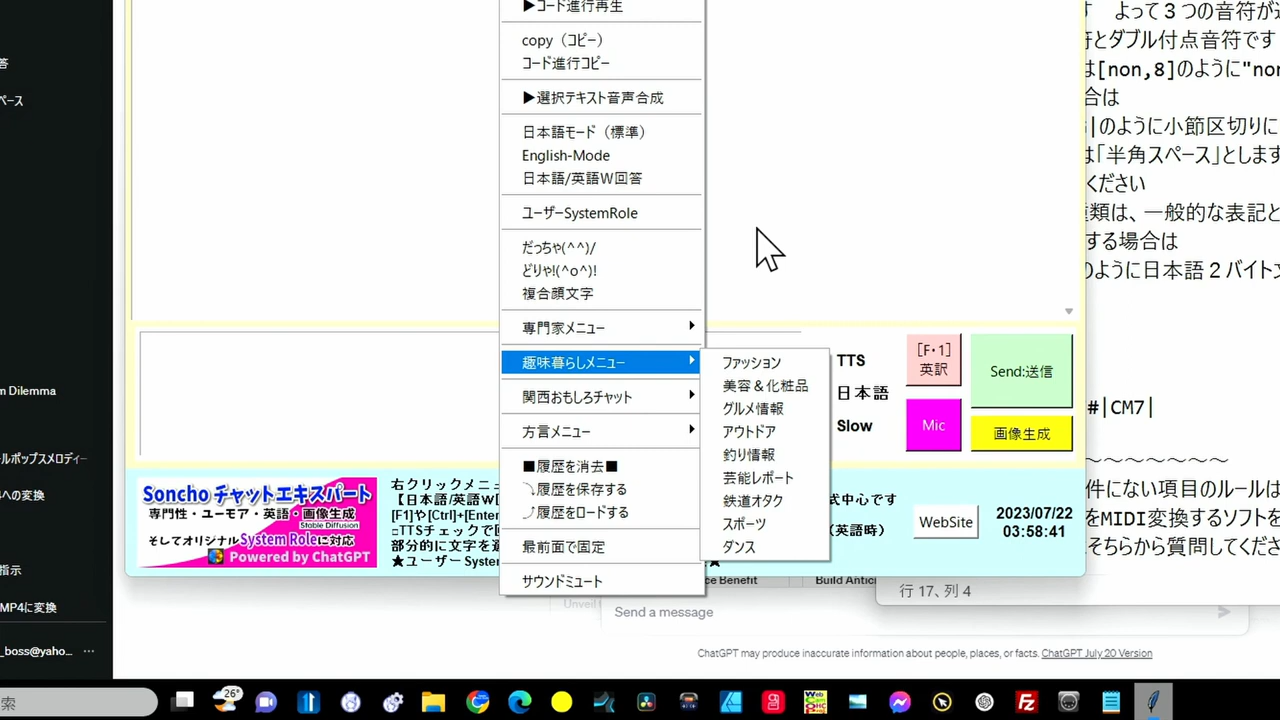 答
ペース
m Dilemma
ールポップスメロディー
4への変換
指示
MP4に変換
_boss@yaho... ...
▶コード進行再生
copy（コピー）
コード進行コピー
▶選択テキスト音声合成
日本語モード（標準）
English-Mode
日本語/英語W回答
ユーザーSystemRole
だっちゃ(^^)/
どりゃ!(^o^)!
複合顔文字
専門家メニュー
趣味暮らしメニュー
関西おもしろチャット
方言メニュー
■履歴を消去■
⤵履歴を保存する
⤴履歴をロードする
最前面で固定
サウンドミュート
ファッション
美容＆化粧品
グルメ情報
アウトドア
釣り情報
芸能レポート
鉄道オタク
スポーツ
ダンス
TTS
日本語
Slow
[F・1]
英訳
Mic
Send:送信
画像生成
Soncho チャットエキスパート
専門性・ユーモア・英語・画像生成
Stable Diffusion
そしてオリジナルSystem Roleに対応
Powered by ChatGPT
右クリックメニュ
【日本語/英語W回
[F1]や[Ctrl]+[Enter
□TTSチェックで
部分的に文字を選
★ユーザー System
式中心です
（英語時）
★
WebSite
2023/07/22
03:58:41
す　よって３つの音符が
符とダブル付点音符です
は[non,8]のように"non
合は
|のように小節区切りに
は「半角スペース」とします
ください
種類は、一般的な表記と
する場合は
のように日本語２バイト文
#|CM7|
～～～～～～～
件にない項目のルールは
をMIDI変換するソフトを
そちらから質問してくださ
行 17、列 4
ce Benefit
Build Antici
Unveil
Send a message
ChatGPT may produce inaccurate information about people, places, or facts. ChatGPT July 20 Version
索
26°